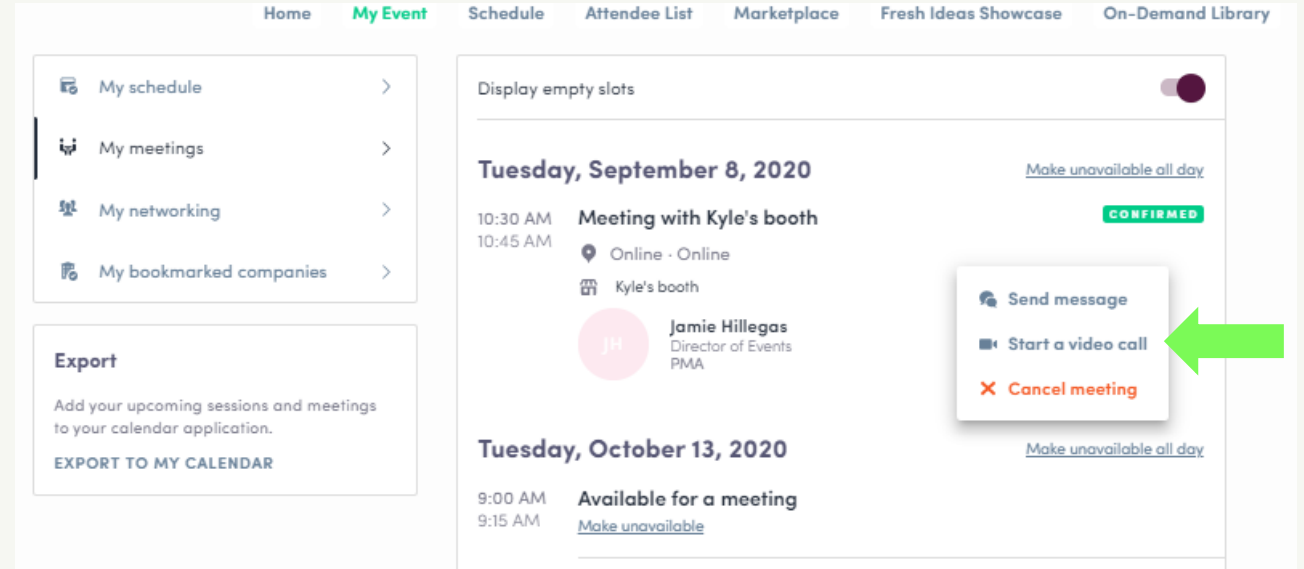 Home My Event Schedule Attendee List Marketplace Fresh Ideas Showcase On-Demand Library
My schedule
My meetings
My networking
My bookmarked companies
Export
Add your upcoming sessions and meetings
to your calendar application.
EXPORT TO MY CALENDAR
Display empty slots
Tuesday, September 8, 2020 Make unavailable all day
10:30 AM Meeting with Kyle's booth CONFIRMED
10:45 AM
Online · Online
Kyle's booth
JH
Jamie Hillegas
Director of Events
PMA
Send message
Start a video call
Cancel meeting
Tuesday, October 13, 2020 Make unavailable all day
9:00 AM Available for a meeting
9:15 AM Make unavailable